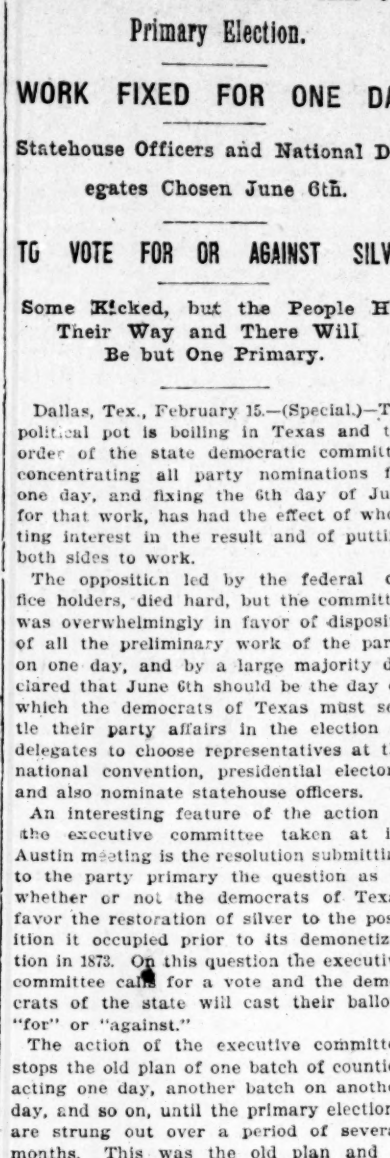 Primary Election.
WORK FIXED FOR ONE DA
Statehouse Officers and National D
egates Chosen June 6th.
TO VOTE FOR OR AGAINST SILV
Some Kicked, but the People H
Their Way and There Will
Be but One Primary.
Dallas, Tex., February 15.—(Special.)—T
political pot is boiling in Texas and t
order of the state democratic committ
concentrating all party nominations f
one day, and fixing the 6th day of Ju
for that work, has had the effect of whe
ting interest in the result and of putti
both sides to work.
The opposition led by the federal o
fice holders, died hard, but the committ
was overwhelmingly in favor of disposi
of all the preliminary work of the par
on one day, and by a large majority d
clared that June 6th should be the day
which the democrats of Texas must se
tle their party affairs in the election
delegates to choose representatives at t
national convention, presidential elector
and also nominate statehouse officers.
An interesting feature of the action
the executive committee taken at i
Austin meeting is the resolution submittin
to the party primary the question as
whether or not the democrats of Texa
favor the restoration of silver to the pos
ition it occupied prior to its demonetiz
tion in 1873. On this question the executiv
committee calls for a vote and the dem
crats of the state will cast their ballo
"for" or "against."
The action of the executive committe
stops the old plan of one batch of countie
acting one day, another batch on anothe
day, and so on, until the primary election
are strung out over a period of severa
months. This was the old plan and